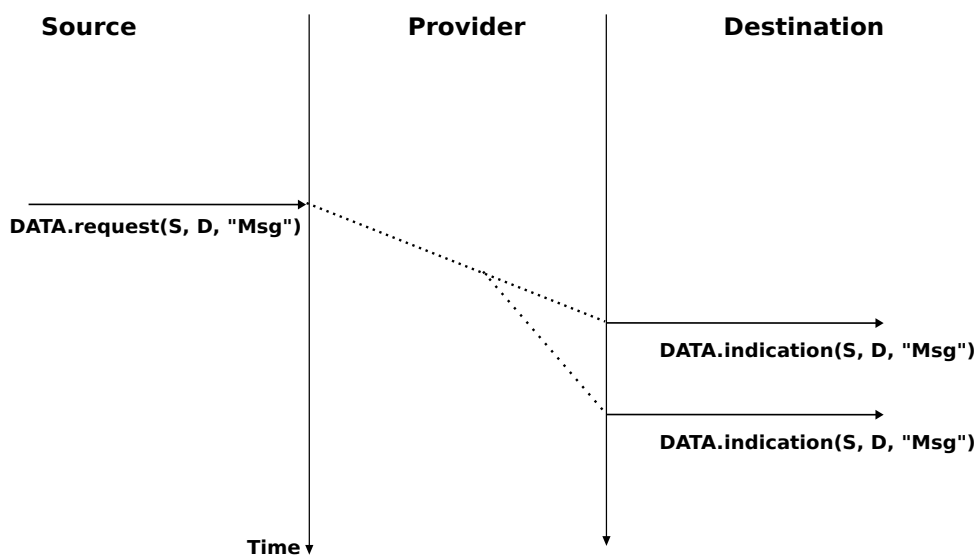 Source
Provider
Destination
DATA.request(S, D, "Msg")
DATA.indication(S, D, "Msg")
DATA.indication(S, D, "Msg")
Time